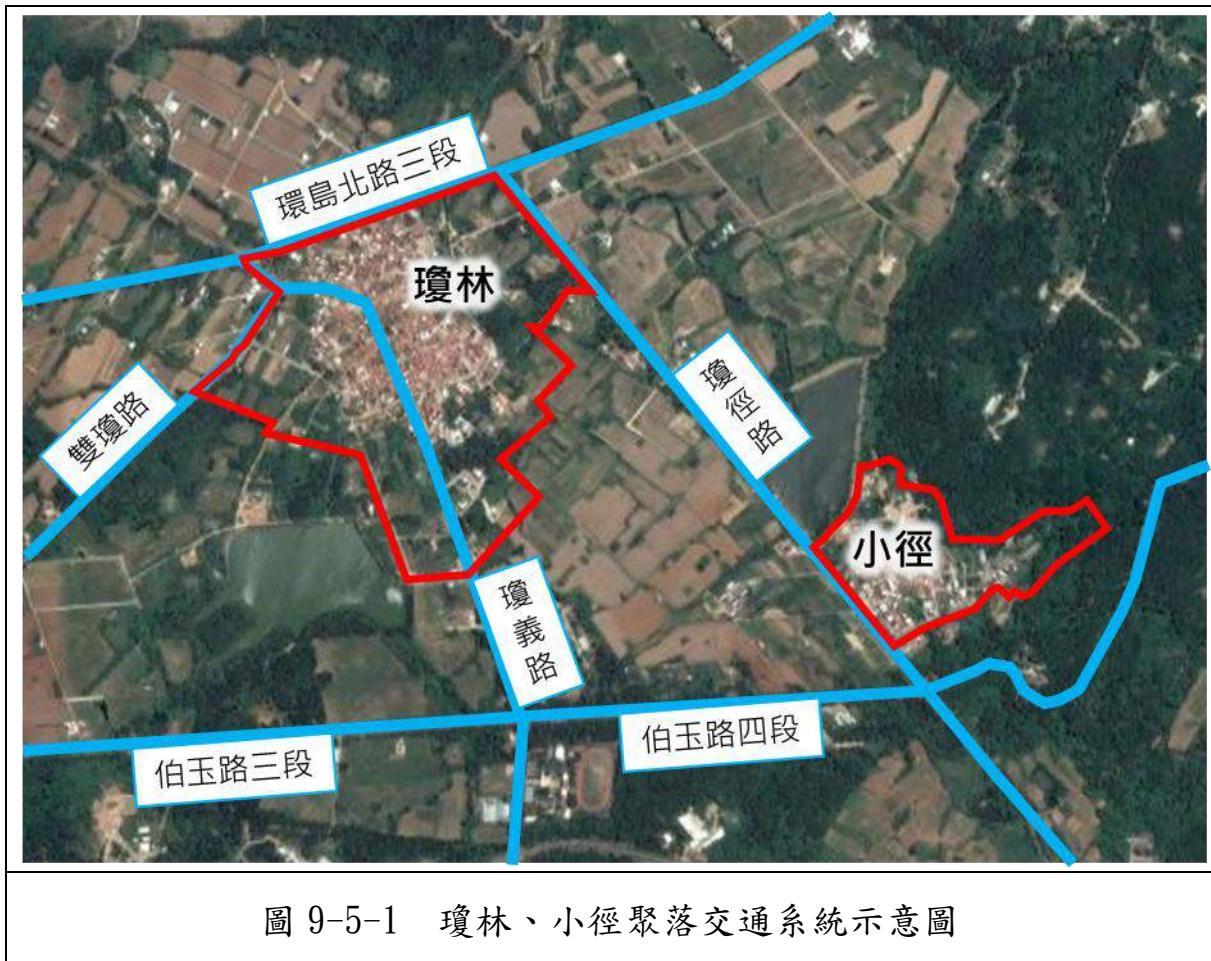 環島北路三段
瓊林
雙瓊路
瓊徑路
小徑
瓊義路
伯玉路三段
伯玉路四段
圖 9-5-1 瓊林、小徑聚落交通系統示意圖